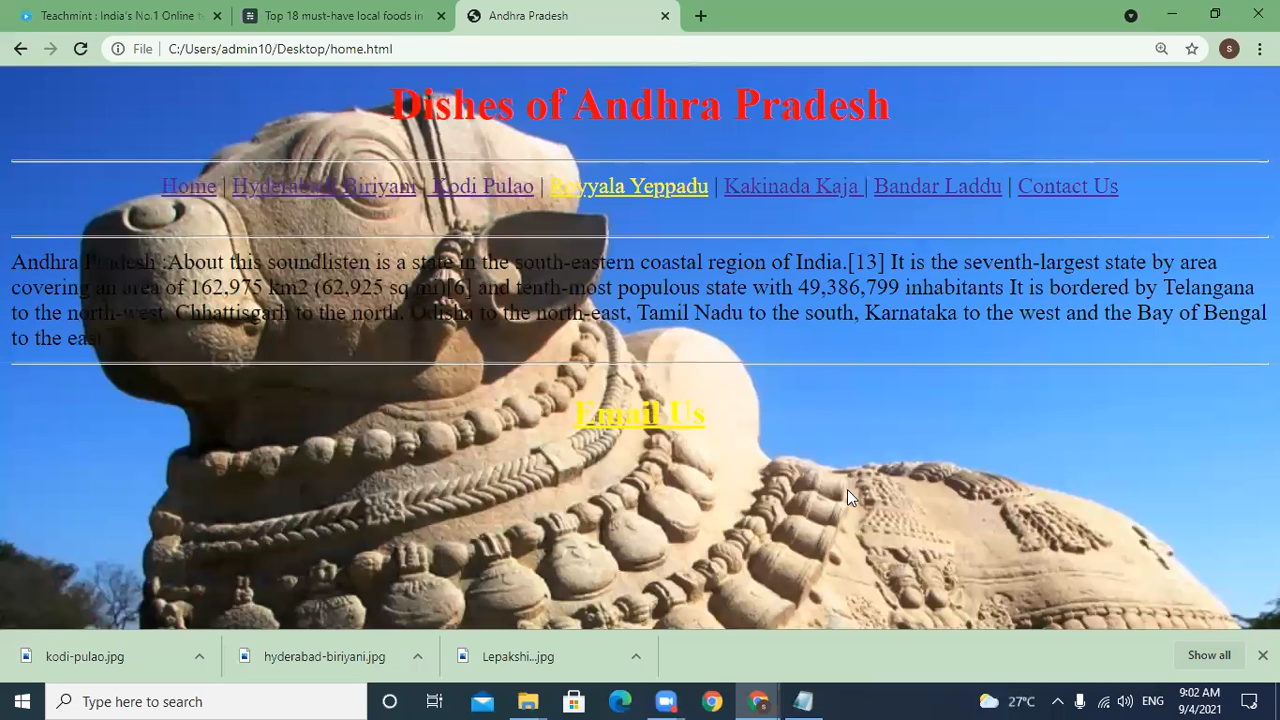 Teachmint : India's No.1 Online t
Top 18 must-have local foods in
Andhra Pradesh
File
C:/Users/admin10/Desktop/home.html
S
Dishes of Andhra Pradesh
Home | Hyderabadi Biriyani | Kodi Pulao | Royyala Yeppadu | Kakinada Kaja | Bandar Laddu | Contact Us
Andhra Pradesh :About this soundlisten is a state in the south-eastern coastal region of India.[13] It is the seventh-largest state by area
covering an area of 162,975 km2 (62,925 sq mi)[6] and tenth-most populous state with 49,386,799 inhabitants It is bordered by Telangana
to the north-west, Chhattisgarh to the north, Odisha to the north-east, Tamil Nadu to the south, Karnataka to the west and the Bay of Bengal
to the east
Email Us
kodi-pulao.jpg
hyderabad-biriyani.jpg
Lepakshi...jpg
Show all
Type here to search
27°C
ENG
9:02 AM
9/4/2021